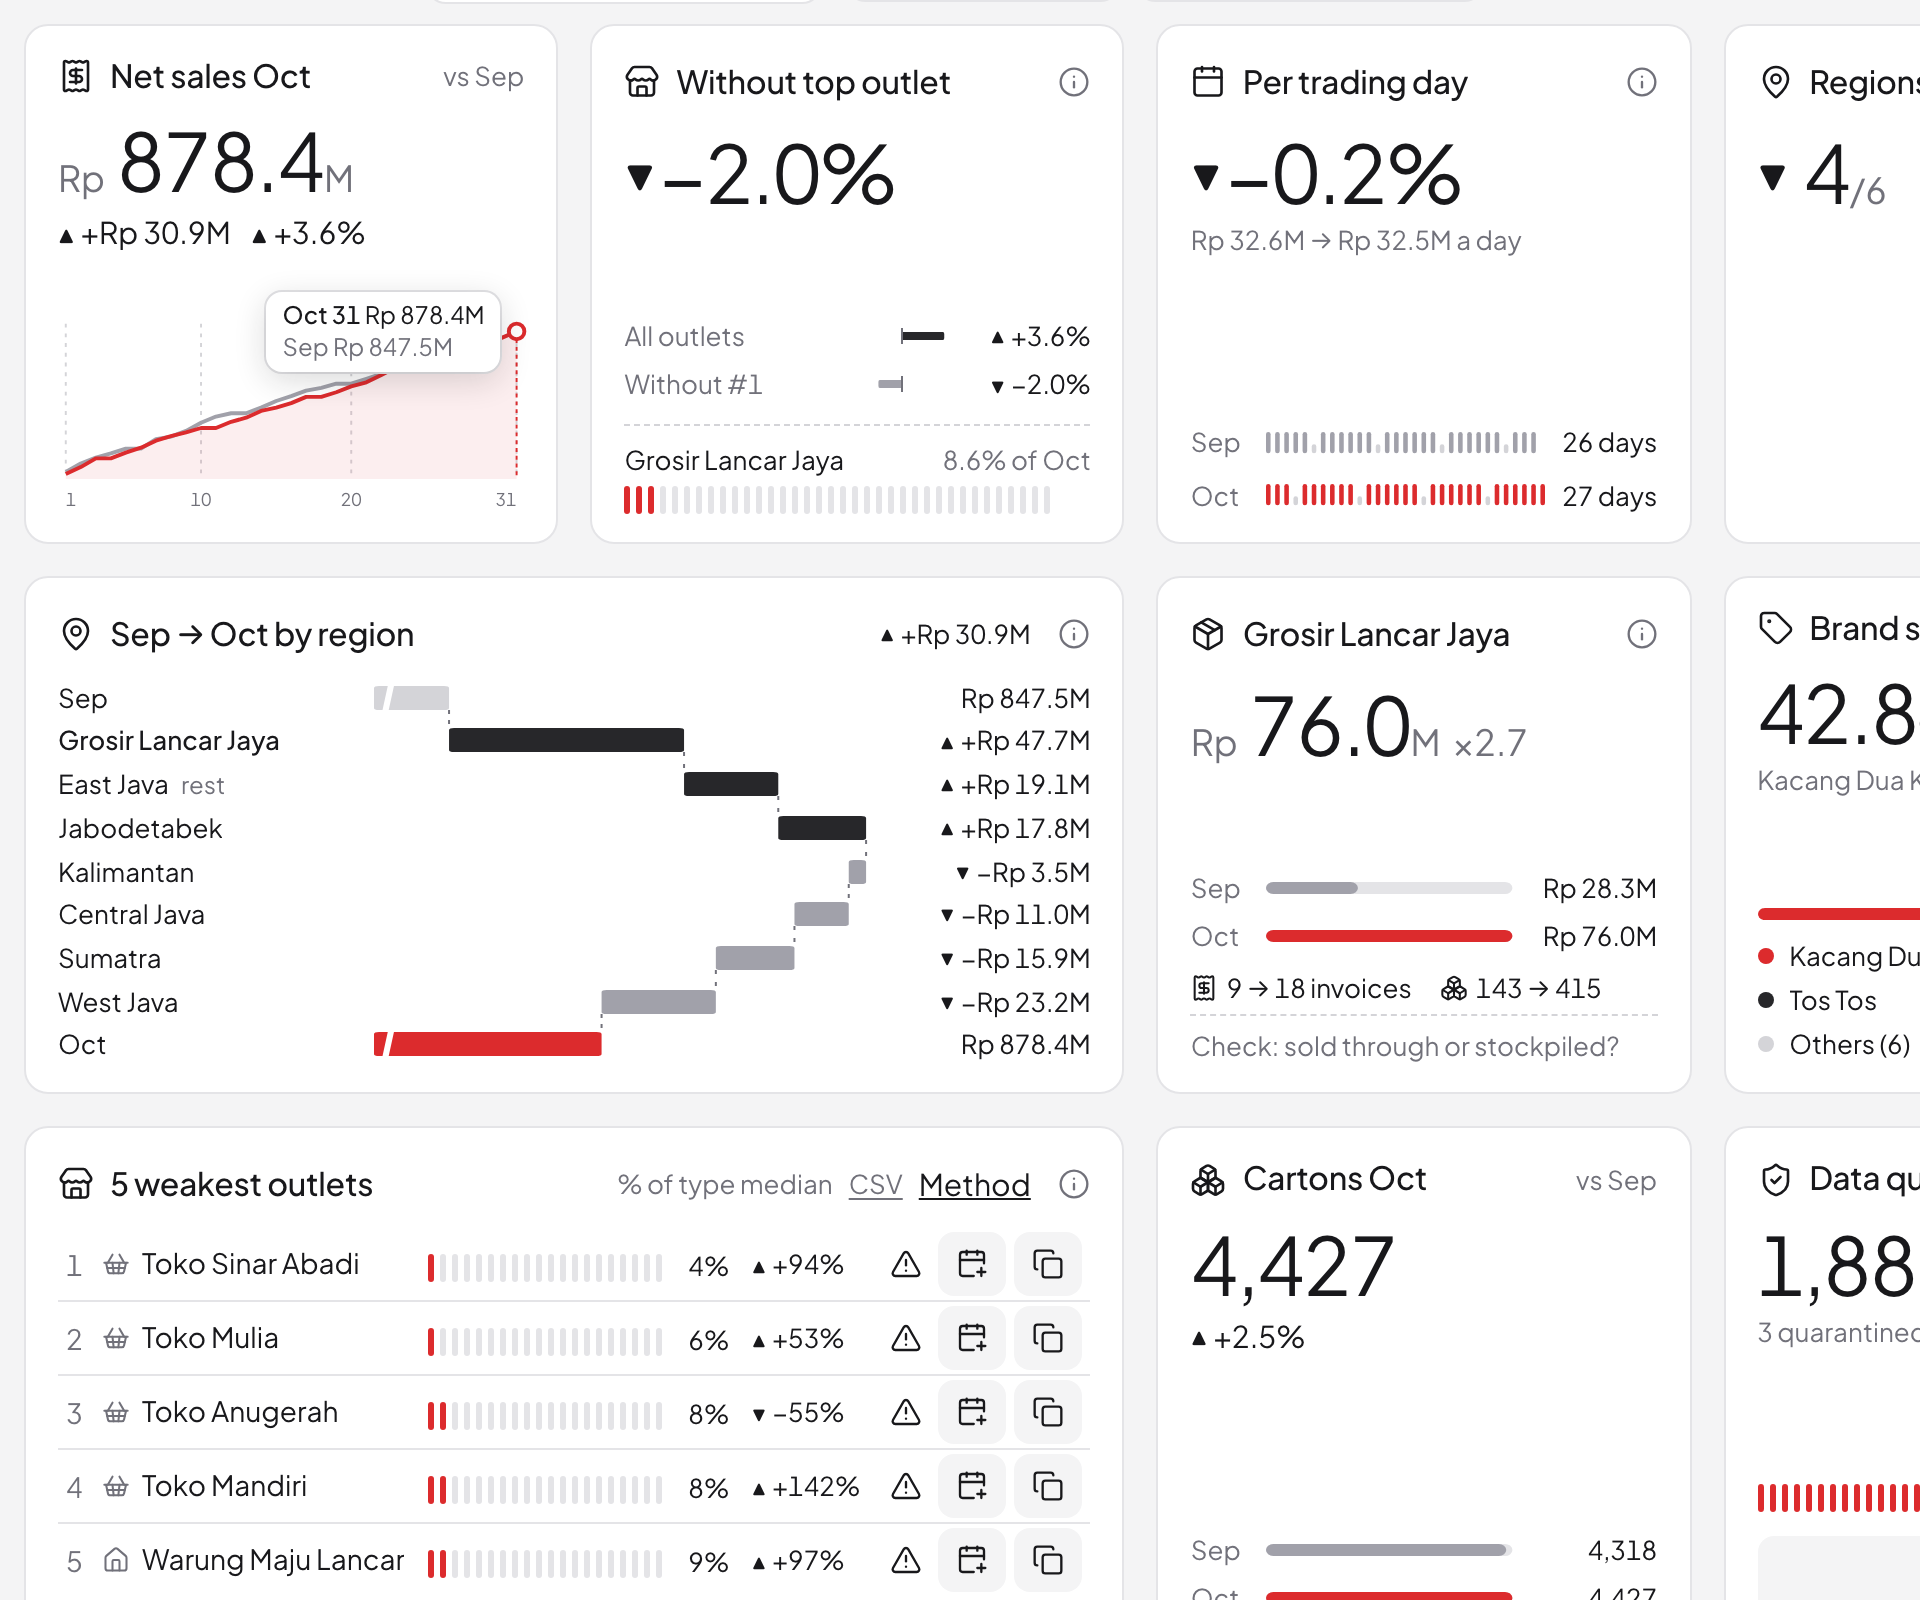 Net sales Oct
vs Sep
Rp 878.4M
▲ +Rp 30.9M ▲ +3.6%
Oct 31 Rp 878.4M
Sep Rp 847.5M
1 10 20 31
Without top outlet
▼ –2.0%
All outlets ▲ +3.6%
Without #1 ▼ –2.0%
Grosir Lancar Jaya 8.6% of Oct
Per trading day
▼ –0.2%
Rp 32.6M → Rp 32.5M a day
Sep 26 days
Oct 27 days
▼ 4/6
Sep → Oct by region ▲ +Rp 30.9M
Sep Rp 847.5M
Grosir Lancar Jaya ▲ +Rp 47.7M
East Java rest ▲ +Rp 19.1M
Jabodetabek ▲ +Rp 17.8M
Kalimantan ▼ –Rp 3.5M
Central Java ▼ –Rp 11.0M
Sumatra ▼ –Rp 15.9M
West Java ▼ –Rp 23.2M
Oct Rp 878.4M
Grosir Lancar Jaya
Rp 76.0M ×2.7
Sep Rp 28.3M
Oct Rp 76.0M
9 → 18 invoices 143 → 415
Check: sold through or stockpiled?
Brand
42.8
Kacang Dua
Kacang
Tos Tos
Others (6)
5 weakest outlets % of type median CSV Method
1 Toko Sinar Abadi 4% ▲ +94%
2 Toko Mulia 6% ▲ +53%
3 Toko Anugerah 8% ▼ –55%
4 Toko Mandiri 8% ▲ +142%
5 Warung Maju Lancar 9% ▲ +97%
Cartons Oct
vs Sep
4,427
▲ +2.5%
Sep 4,318
Oct 4,427
Data
1,88
3 quarantined